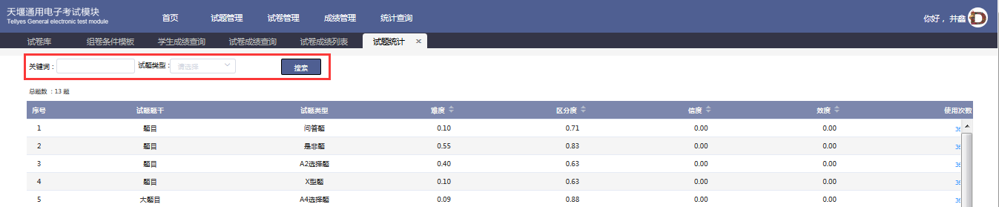 天堰通用电子考试模块
Tellyes General electronic test module
首页 试题管理 试卷管理 成绩管理 统计查询
你好，井鑫
试卷库 组卷条件模板 学生成绩查询 试卷成绩查询 试卷成绩列表 试题统计 ×
关键词： 试题类型： 请选择 搜索
总题数 ：13 题
序号 试题题干 试题类型 难度 区分度 信度 效度 使用次数
1 题目 问答题 0.10 0.71 0.00 0.00 36
2 题目 是非题 0.55 0.83 0.00 0.00 36
3 题目 A2选择题 0.40 0.63 0.00 0.00 36
4 题目 X型题 0.10 0.63 0.00 0.00 36
5 大题目 A4选择题 0.09 0.88 0.00 0.00 36